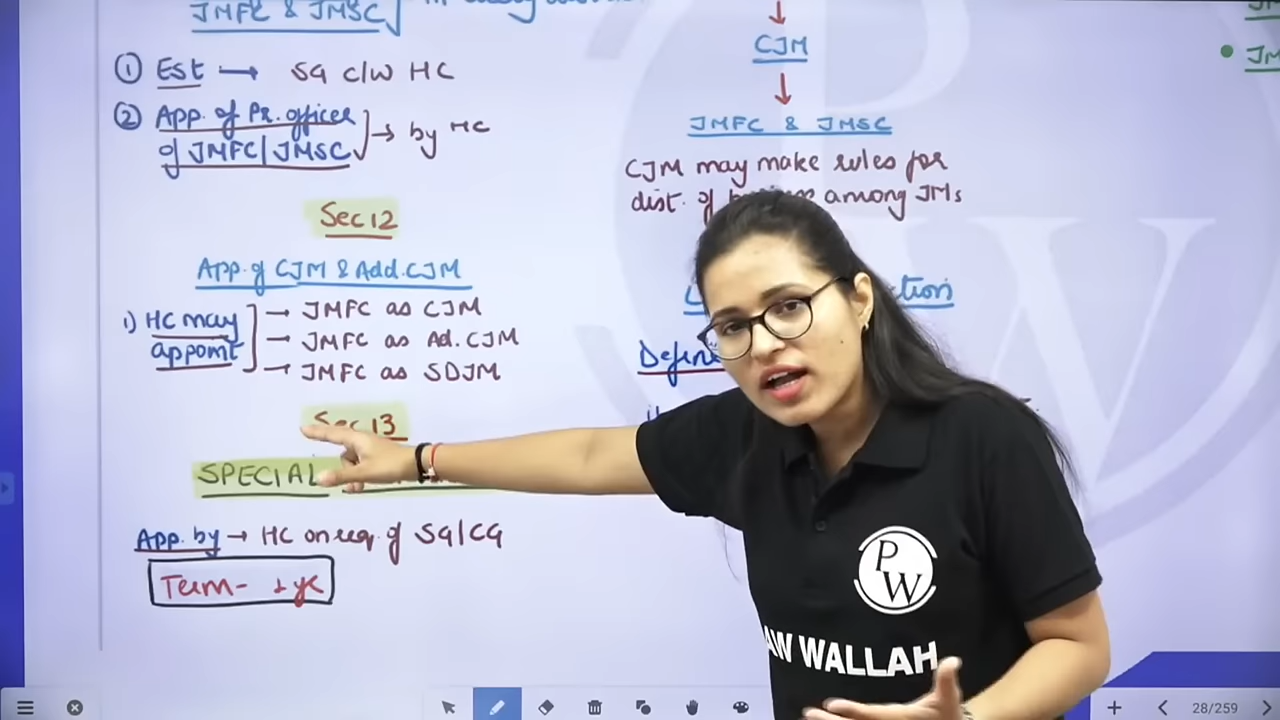 JMFC & JMSC
① Est → SG c/w HC
② App. of Pr. officer
of JMFC/JMSC → by HC
Sec 12
App. of CJM & Add. CJM
1) HC may
appoint
→ JMFC as CJM
→ JMFC as Ad. CJM
→ JMFC as SDJM
Sec 13
SPECIAL
App. by → HC on req. of SG/CG
Term-
CJM
JMFC & JMSC
CJM may make rules for
dist. of among JMs
P W
AW WALLAH
28/259